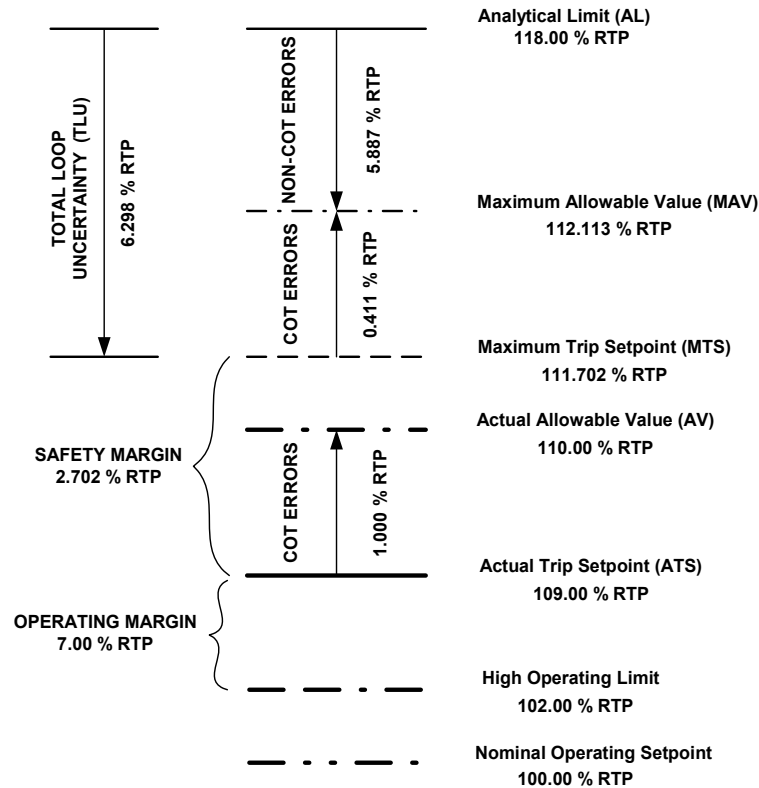 Analytical Limit (AL)
118.00 % RTP
TOTAL LOOP
UNCERTAINTY (TLU)
6.298 % RTP
NON-COT ERRORS
5.887 % RTP
Maximum Allowable Value (MAV)
112.113 % RTP
COT ERRORS
0.411 % RTP
Maximum Trip Setpoint (MTS)
111.702 % RTP
Actual Allowable Value (AV)
110.00 % RTP
SAFETY MARGIN
2.702 % RTP
COT ERRORS
1.000 % RTP
Actual Trip Setpoint (ATS)
109.00 % RTP
OPERATING MARGIN
7.00 % RTP
High Operating Limit
102.00 % RTP
Nominal Operating Setpoint
100.00 % RTP